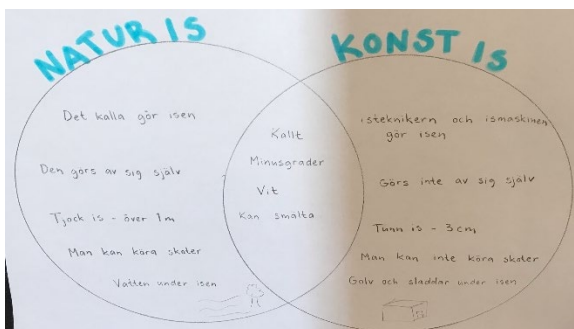 NATUR IS
KONST IS
Det kalla gör isen
Den görs av sig själv
Tjock is - över 1m
Man kan köra skoter
Vatten under isen
Kallt
Minusgrader
Vit
Kan smälta
isteknikern och ismaskinen
gör isen
Görs inte av sig själv
Tunn is - 3cm
Man kan inte köra skoter
Golv och sladdar under isen